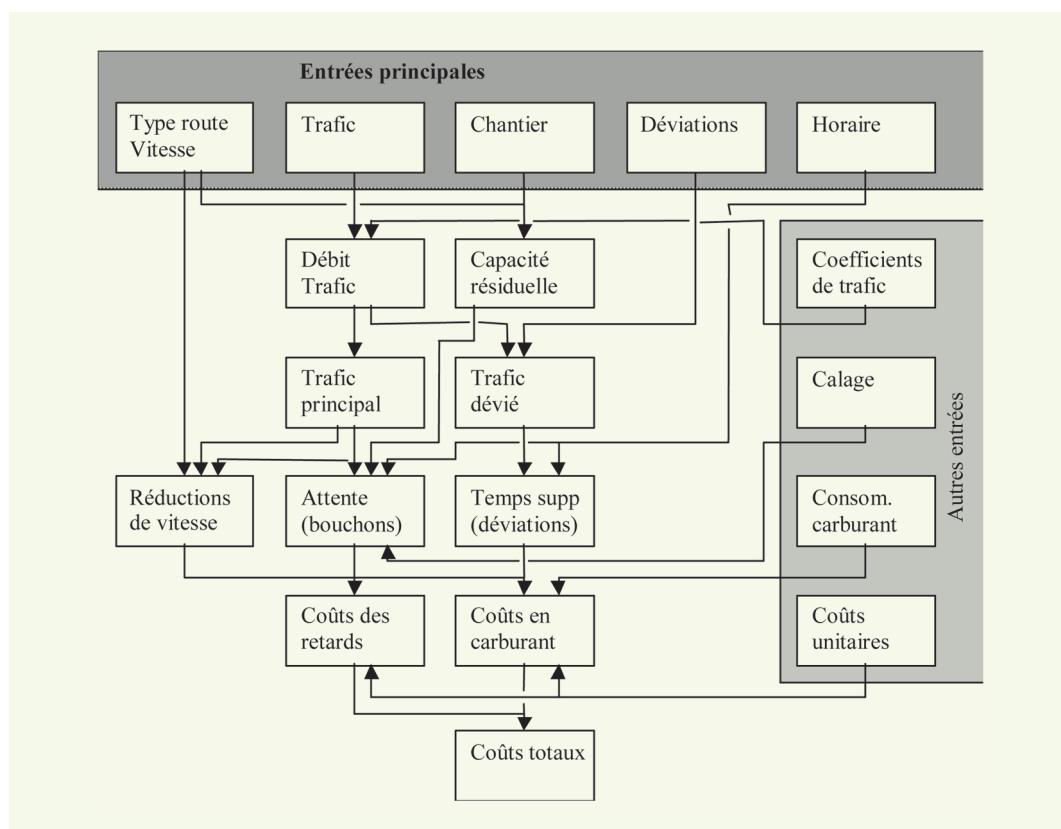 Entrées principales
Type route
Vitesse
Trafic
Chantier
Déviations
Horaire
Débit
Trafic
Capacité
résiduelle
Coefficients
de trafic
Trafic
principal
Trafic
dévié
Calage
Autres entrées
Réductions
de vitesse
Attente
(bouchons)
Temps supp
(déviations)
Consom.
carburant
Coûts des
retards
Coûts en
carburant
Coûts
unitaires
Coûts totaux